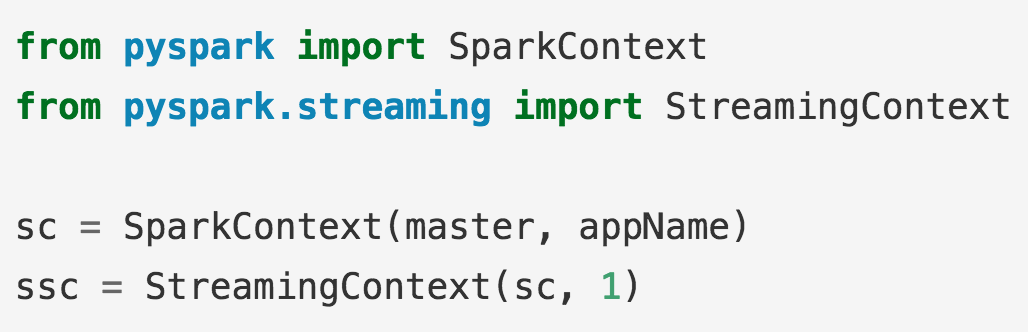 from pyspark import SparkContext
from pyspark.streaming import StreamingContext
sc = SparkContext(master, appName)
ssc = StreamingContext(sc, 1)